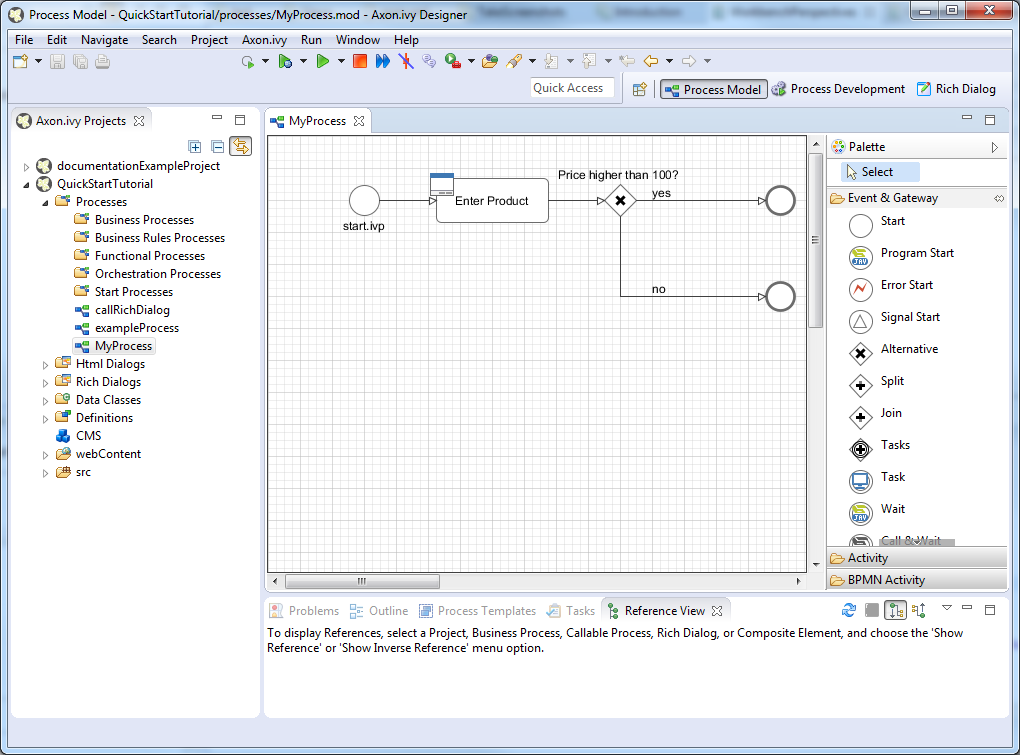 Process Model - QuickStartTutorial/processes/MyProcess.mod - Axon.ivy Designer
File Edit Navigate Search Project Axon.ivy Run Window Help
Quick Access
Process Model
Process Development
Rich Dialog
Axon.ivy Projects
documentationExampleProject
QuickStartTutorial
Processes
Business Processes
Business Rules Processes
Functional Processes
Orchestration Processes
Start Processes
callRichDialog
exampleProcess
MyProcess
Html Dialogs
Rich Dialogs
Data Classes
Definitions
CMS
webContent
src
MyProcess
start.ivp
Enter Product
Price higher than 100?
yes
no
Palette
Select
Event & Gateway
Start
Program Start
Error Start
Signal Start
Alternative
Split
Join
Tasks
Task
Wait
Call & Wait
Activity
BPMN Activity
Problems
Outline
Process Templates
Tasks
Reference View
To display References, select a Project, Business Process, Callable Process, Rich Dialog, or Composite Element, and choose the 'Show
Reference' or 'Show Inverse Reference' menu option.